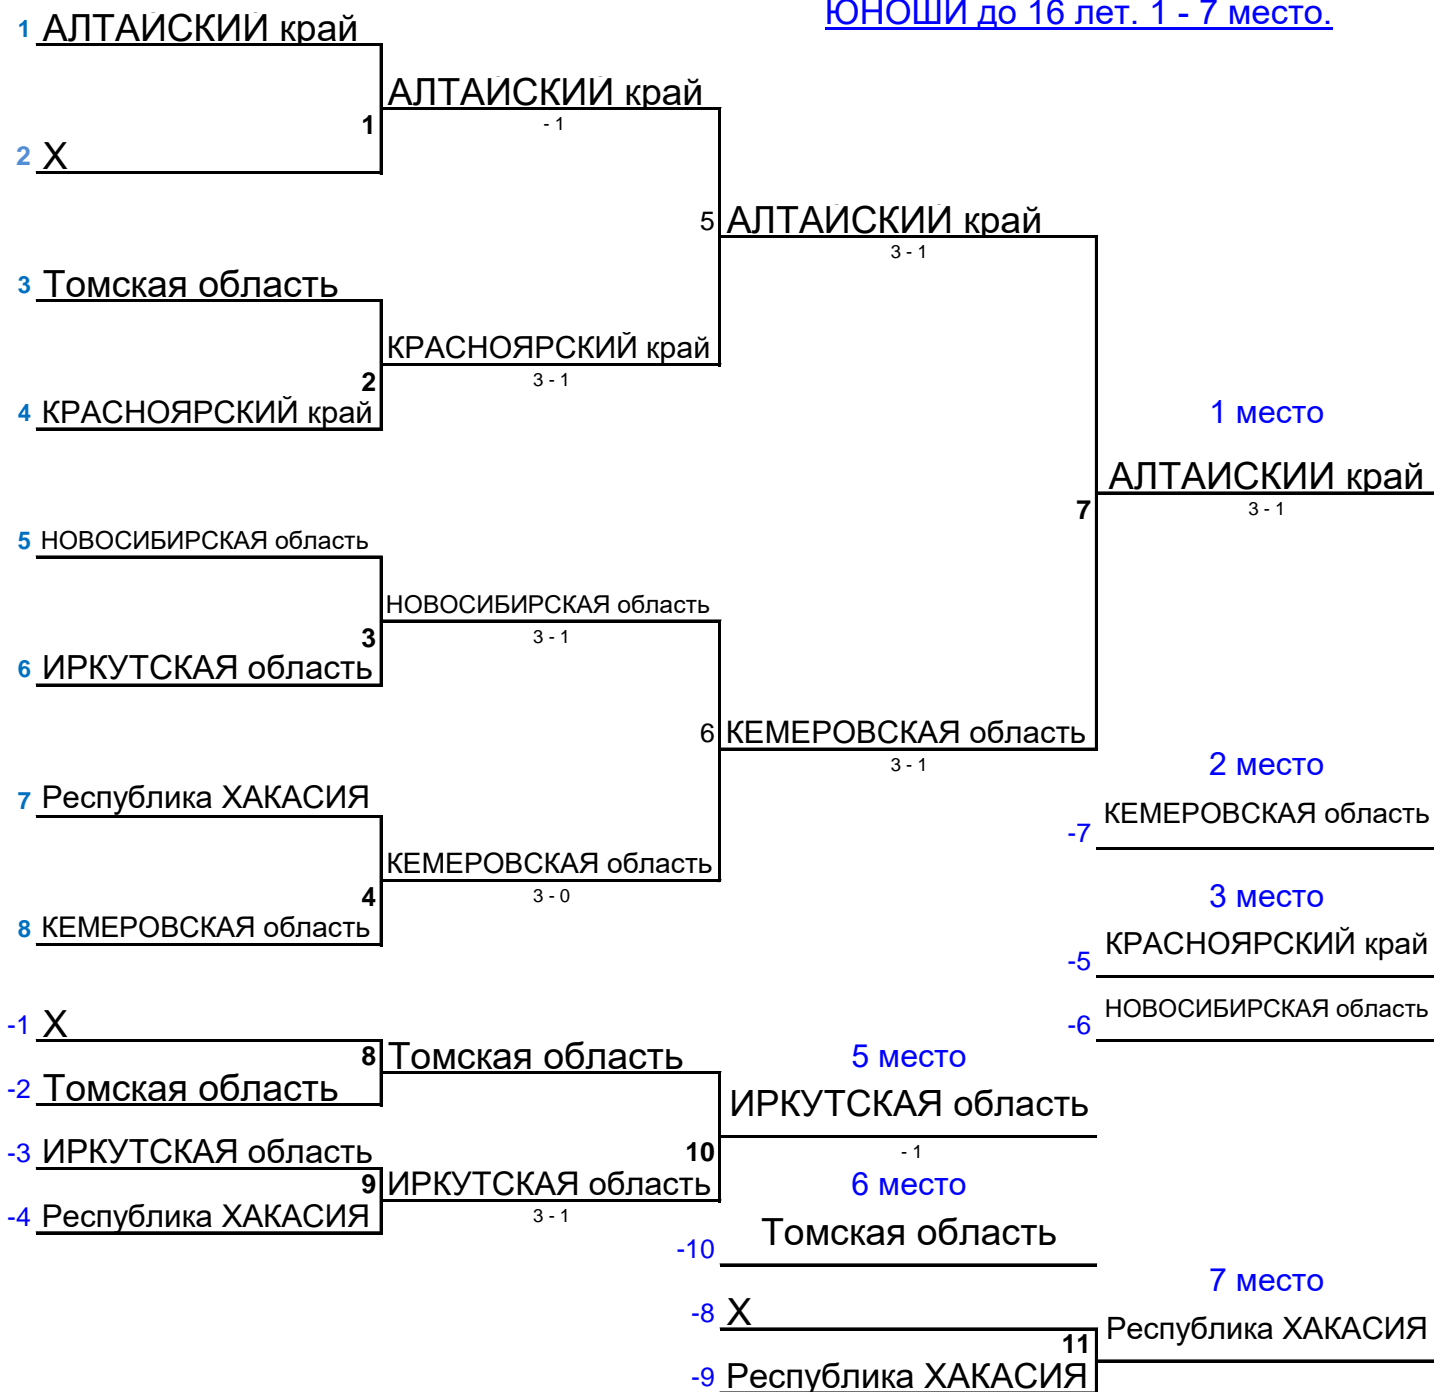 ЮНОШИ до 16 лет. 1 - 7 место.
1 АЛТАЙСКИЙ край
АЛТАЙСКИЙ край
1
- 1
2 X
5 АЛТАЙСКИЙ край
3 - 1
3 Томская область
КРАСНОЯРСКИЙ край
2
3 - 1
4 КРАСНОЯРСКИЙ край
1 место
АЛТАЙСКИЙ край
7
3 - 1
5 НОВОСИБИРСКАЯ область
НОВОСИБИРСКАЯ область
3
3 - 1
6 ИРКУТСКАЯ область
6 КЕМЕРОВСКАЯ область
3 - 1
2 место
7 Республика ХАКАСИЯ
-7 КЕМЕРОВСКАЯ область
КЕМЕРОВСКАЯ область
4
3 - 0
3 место
8 КЕМЕРОВСКАЯ область
-5 КРАСНОЯРСКИЙ край
-6 НОВОСИБИРСКАЯ область
-1 X
8 Томская область
5 место
-2 Томская область
ИРКУТСКАЯ область
-3 ИРКУТСКАЯ область
10
- 1
9 ИРКУТСКАЯ область
6 место
-4 Республика ХАКАСИЯ
3 - 1
-10 Томская область
7 место
-8 X
11 Республика ХАКАСИЯ
-9 Республика ХАКАСИЯ